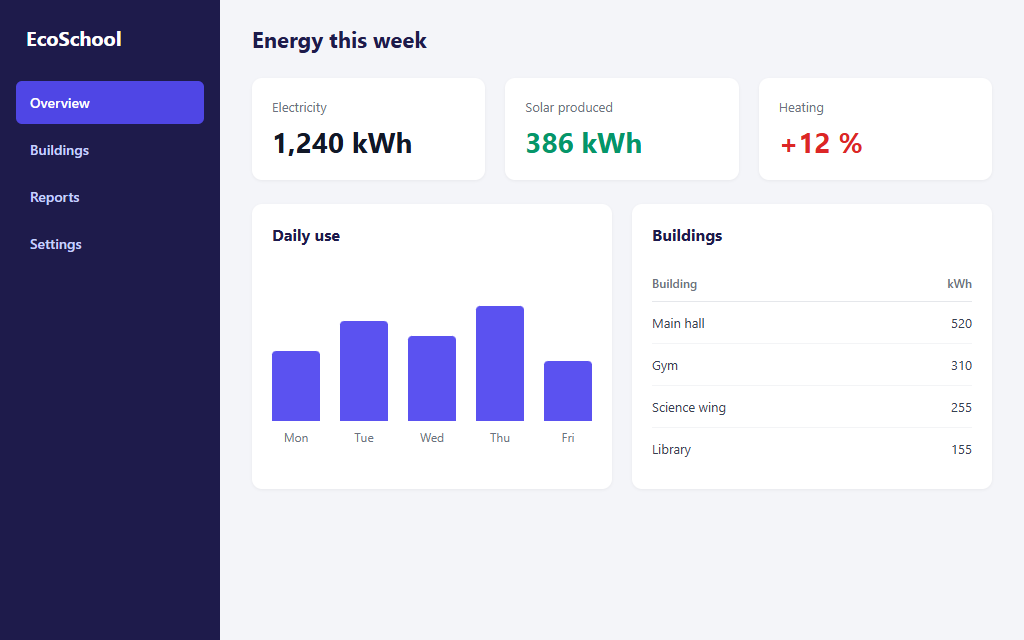 EcoSchool
Overview
Buildings
Reports
Settings
Energy this week
Electricity
1,240 kWh
Solar produced
386 kWh
Heating
+12 %
Daily use
Mon Tue Wed Thu Fri
Buildings
Building kWh
Main hall 520
Gym 310
Science wing 255
Library 155